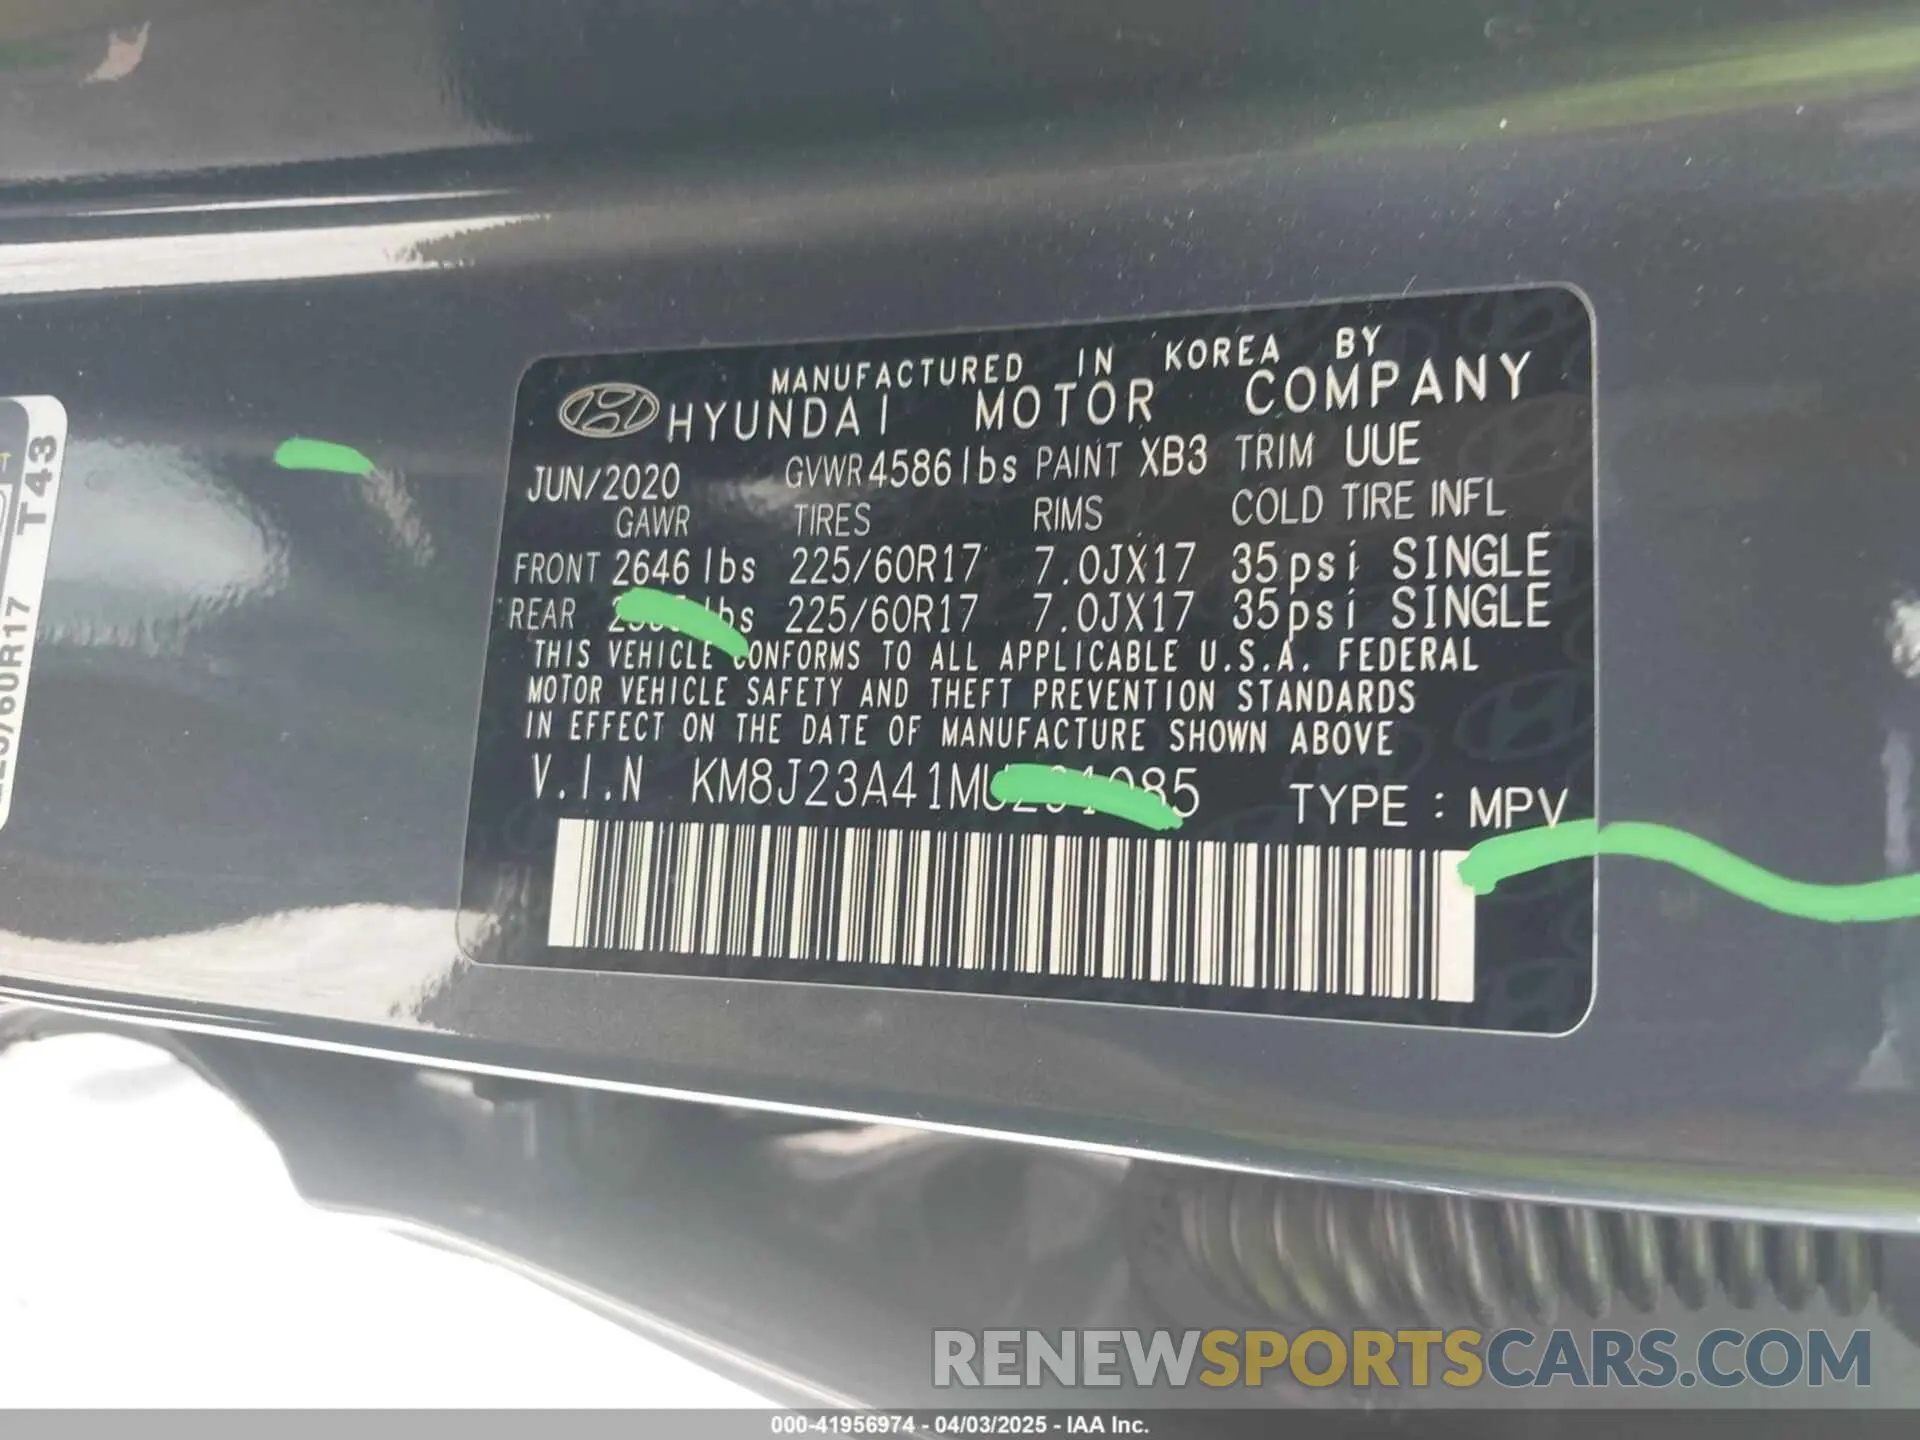 MANUFACTURED IN KOREA BY
HYUNDAI MOTOR COMPANY
JUN/2020 GVWR 4586 lbs PAINT XB3 TRIM UUE
GAWR TIRES RIMS COLD TIRE INFL
FRONT 2646 lbs 225/60R17 7.0JX17 35psi SINGLE
REAR lbs 225/60R17 7.0JX17 35psi SINGLE
THIS VEHICLE CONFORMS TO ALL APPLICABLE U.S.A. FEDERAL
MOTOR VEHICLE SAFETY AND THEFT PREVENTION STANDARDS
IN EFFECT ON THE DATE OF MANUFACTURE SHOWN ABOVE
V.I.N TYPE : MPV
T43
RENEWSPORTSCARS.COM
000-41956974 - 04/03/2025 - IAA Inc.